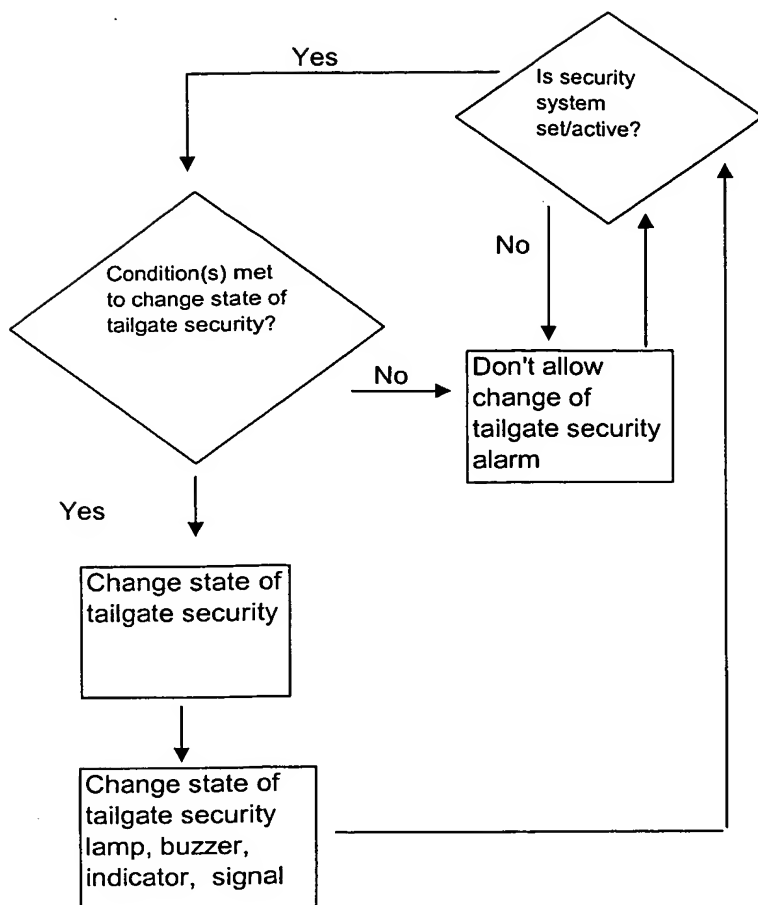 Yes
Is security
system
set/active?
No
Condition(s) met
to change state of
tailgate security?
No
Don't allow
change of
tailgate security
alarm
Yes
Change state of
tailgate security
Change state of
tailgate security
lamp, buzzer,
indicator, signal